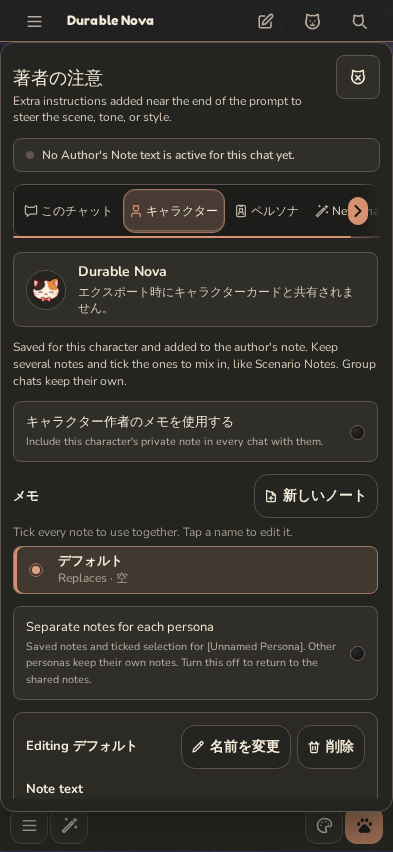 Durable Nova
著者の注意
Extra instructions added near the end of the prompt to
steer the scene, tone, or style.
No Author's Note text is active for this chat yet.
このチャット
キャラクター
ペルソナ
Durable Nova
エクスポート時にキャラクターカードと共有されま
せん。
Saved for this character and added to the author's note. Keep
several notes and tick the ones to mix in, like Scenario Notes. Group
chats keep their own.
キャラクター作者のメモを使用する
Include this character's private note in every chat with them.
メモ
新しいノート
Tick every note to use together. Tap a name to edit it.
デフォルト
Replaces · 空
Separate notes for each persona
Saved notes and ticked selection for [Unnamed Persona]. Other
personas keep their own notes. Turn this off to return to the
shared notes.
Editing デフォルト
名前を変更
削除
Note text